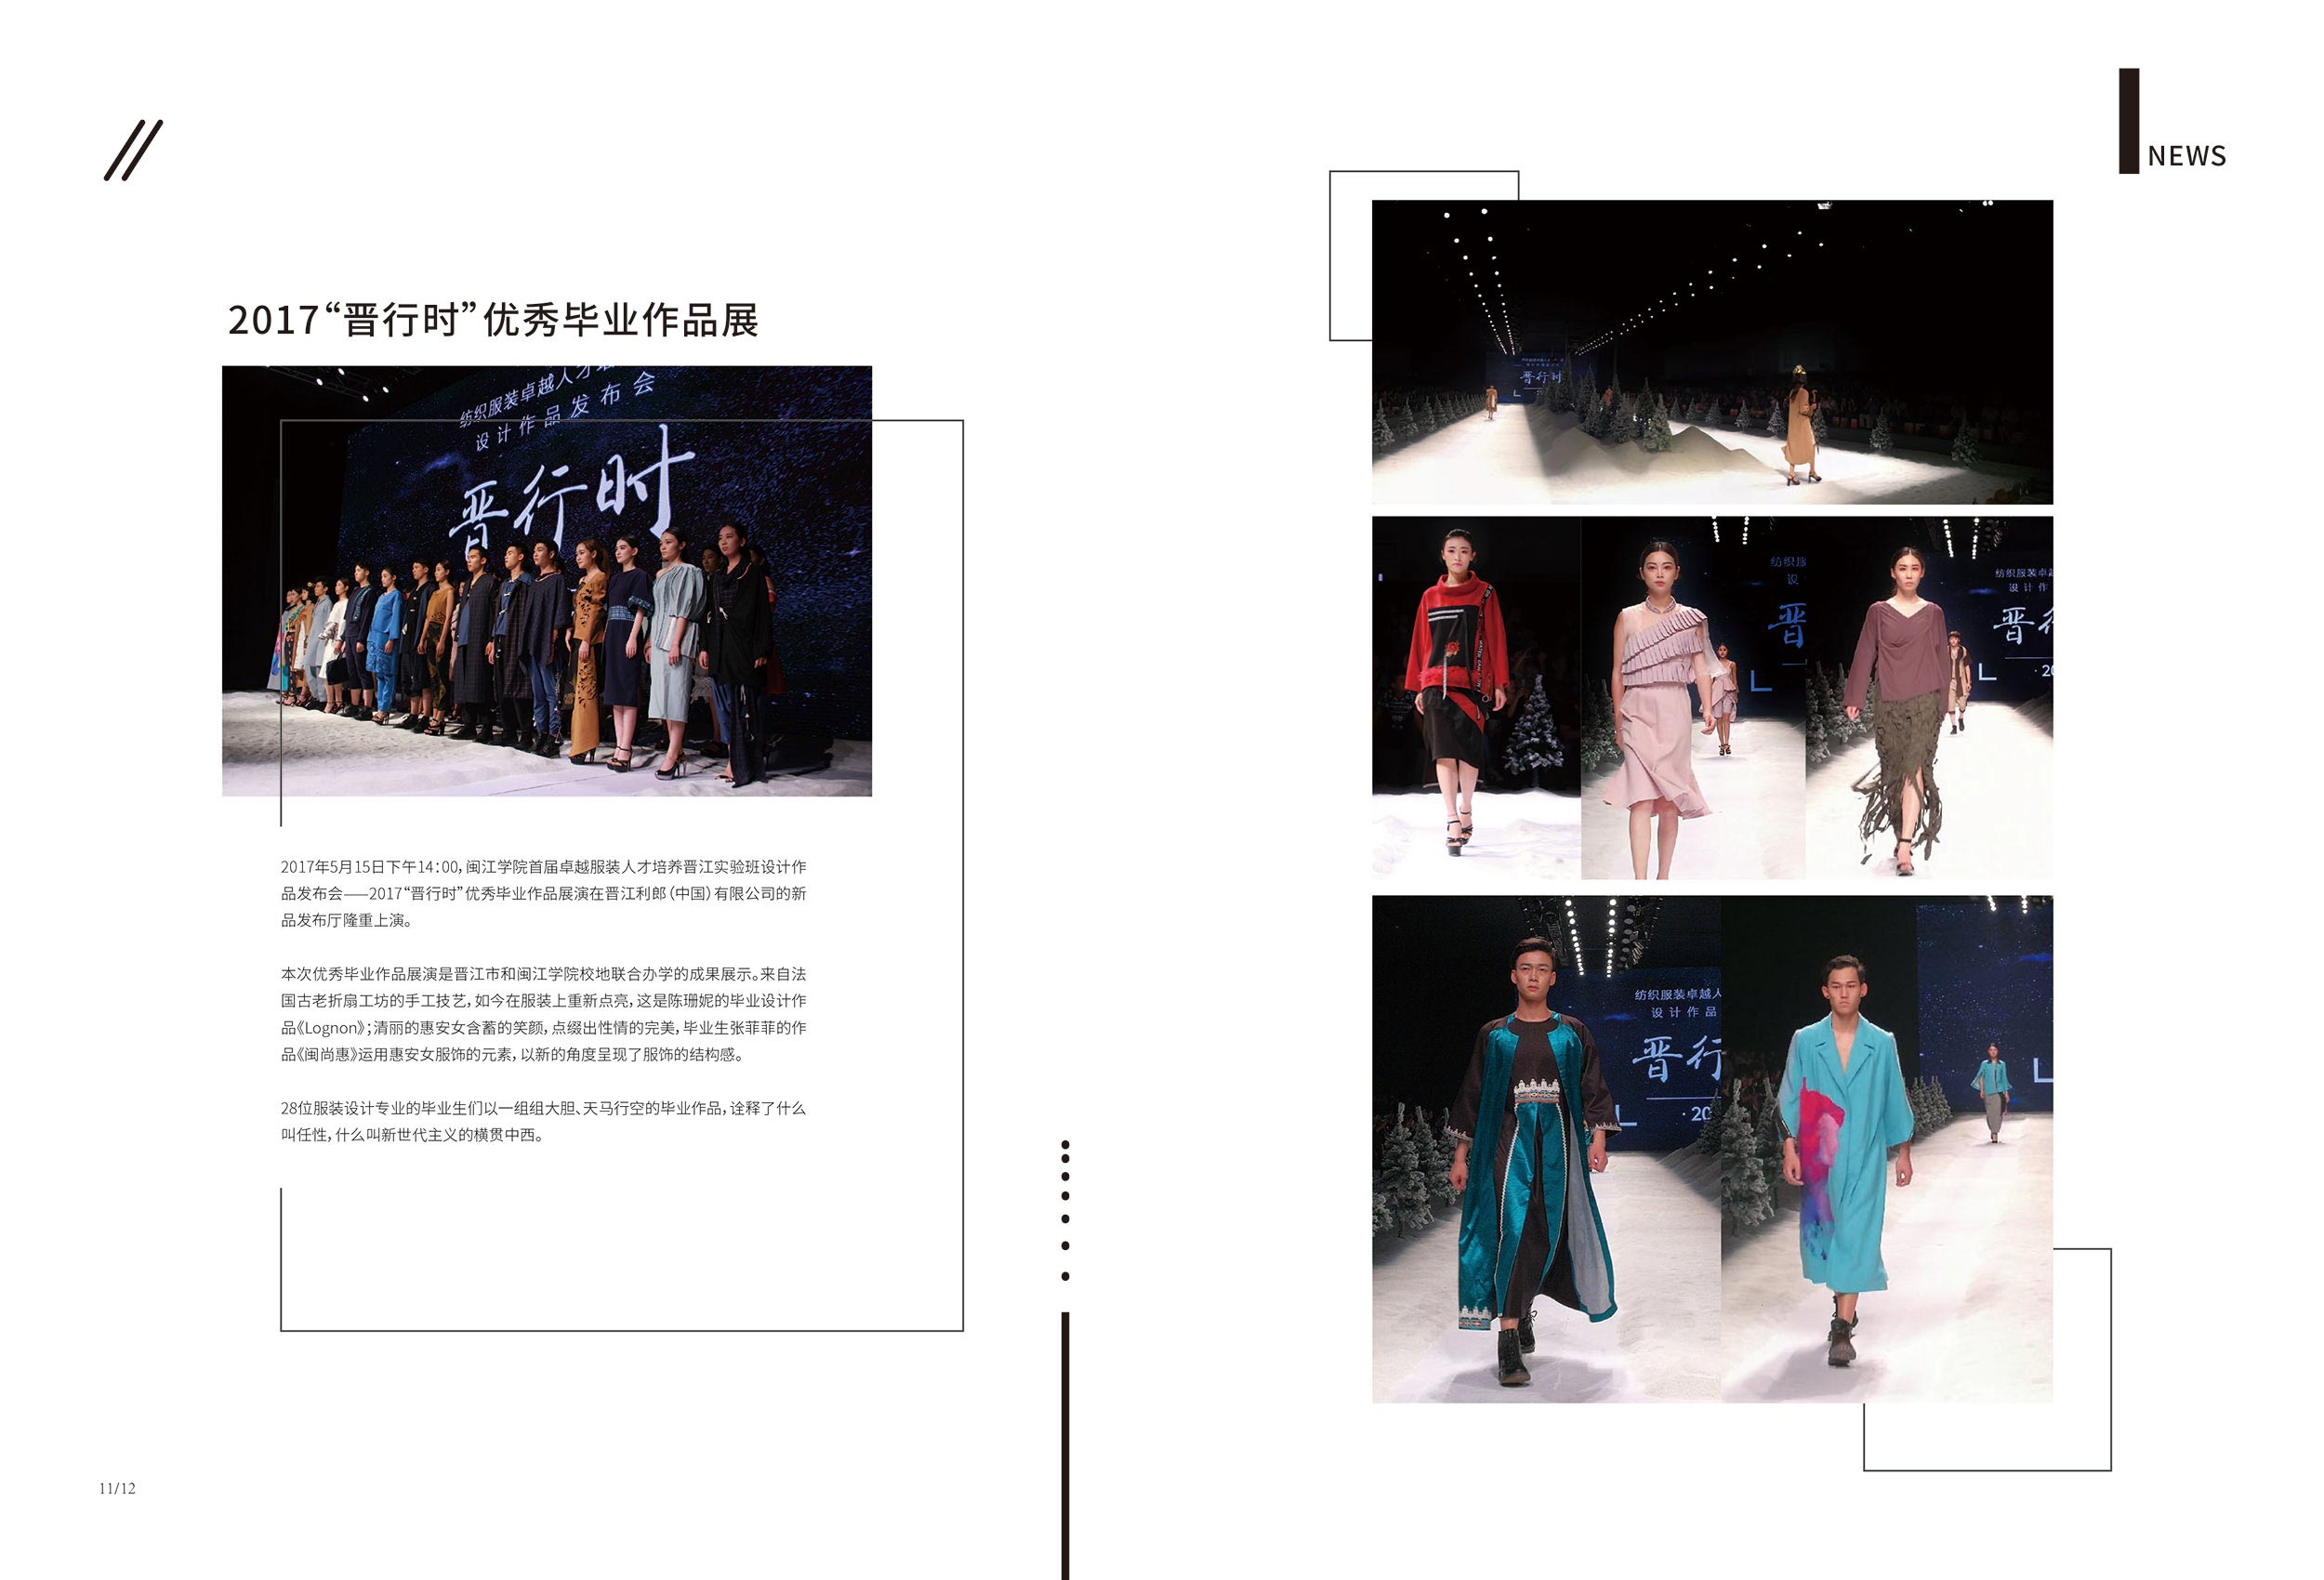 NEWS
2017“晋行时”优秀毕业作品展
纺织服装卓越人才培
设计作品发布会
晋行时
2017年5月15日下午14：00，闽江学院首届卓越服装人才培养晋江实验班设计作
品发布会——2017“晋行时”优秀毕业作品展演在晋江利郎（中国）有限公司的新
品发布厅隆重上演。
本次优秀毕业作品展演是晋江市和闽江学院校地联合办学的成果展示。来自法
国古老折扇工坊的手工技艺，如今在服装上重新点亮，这是陈珊妮的毕业设计作
品《Lognon》；清丽的惠安女含蓄的笑颜，点缀出性情的完美，毕业生张菲菲的作
品《闽尚惠》运用惠安女服饰的元素，以新的角度呈现了服饰的结构感。
28位服装设计专业的毕业生们以一组组大胆、天马行空的毕业作品，诠释了什么
叫任性，什么叫新世代主义的横贯中西。
11/12
晋行时
纺织服
设
晋
纺织服装卓越
设计作
晋行
·20
纺织服装卓越人
设计作品
晋行
·20